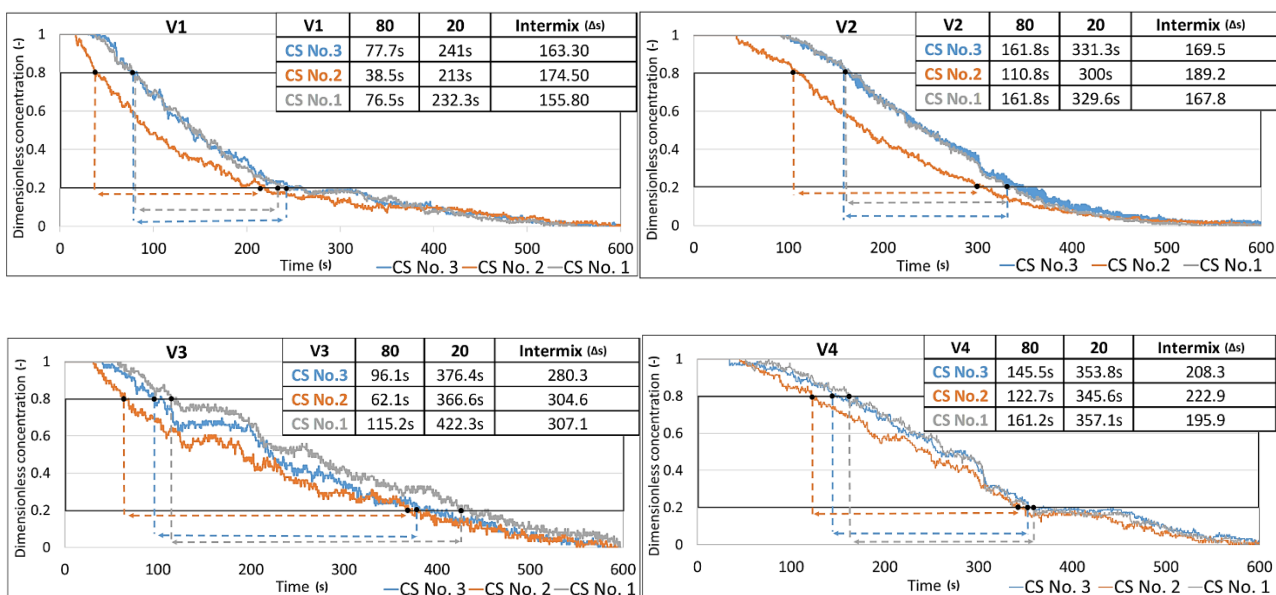 V1
V1 80 20 Intermix (Δs)
CS No.3 77.7s 241s 163.30
CS No.2 38.5s 213s 174.50
CS No.1 76.5s 232.3s 155.80
Dimensionless concentration (-)
1
0.8
0.6
0.4
0.2
0
0 100 200 300 400 500 600
Time (s)
CS No. 3 CS No. 2 CS No. 1
V2
V2 80 20 Intermix (Δs)
CS No.3 161.8s 331.3s 169.5
CS No.2 110.8s 300s 189.2
CS No.1 161.8s 329.6s 167.8
Dimensionless concentration (-)
1
0.8
0.6
0.4
0.2
0
0 100 200 300 400 500 600
Time (s)
CS No.3 CS No.2 CS No.1
V3
V3 80 20 Intermix (Δs)
CS No.3 96.1s 376.4s 280.3
CS No.2 62.1s 366.6s 304.6
CS No.1 115.2s 422.3s 307.1
Dimensionless concentration (-)
1
0.8
0.6
0.4
0.2
0
0 100 200 300 400 500 600
Time (s)
CS No. 3 CS No. 2 CS No. 1
V4
V4 80 20 Intermix (Δs)
CS No.3 145.5s 353.8s 208.3
CS No.2 122.7s 345.6s 222.9
CS No.1 161.2s 357.1s 195.9
Dimensionless concentration (-)
1
0.8
0.6
0.4
0.2
0
0 100 200 300 400 500 600
Time (s)
CS No. 3 CS No. 2 CS No. 1